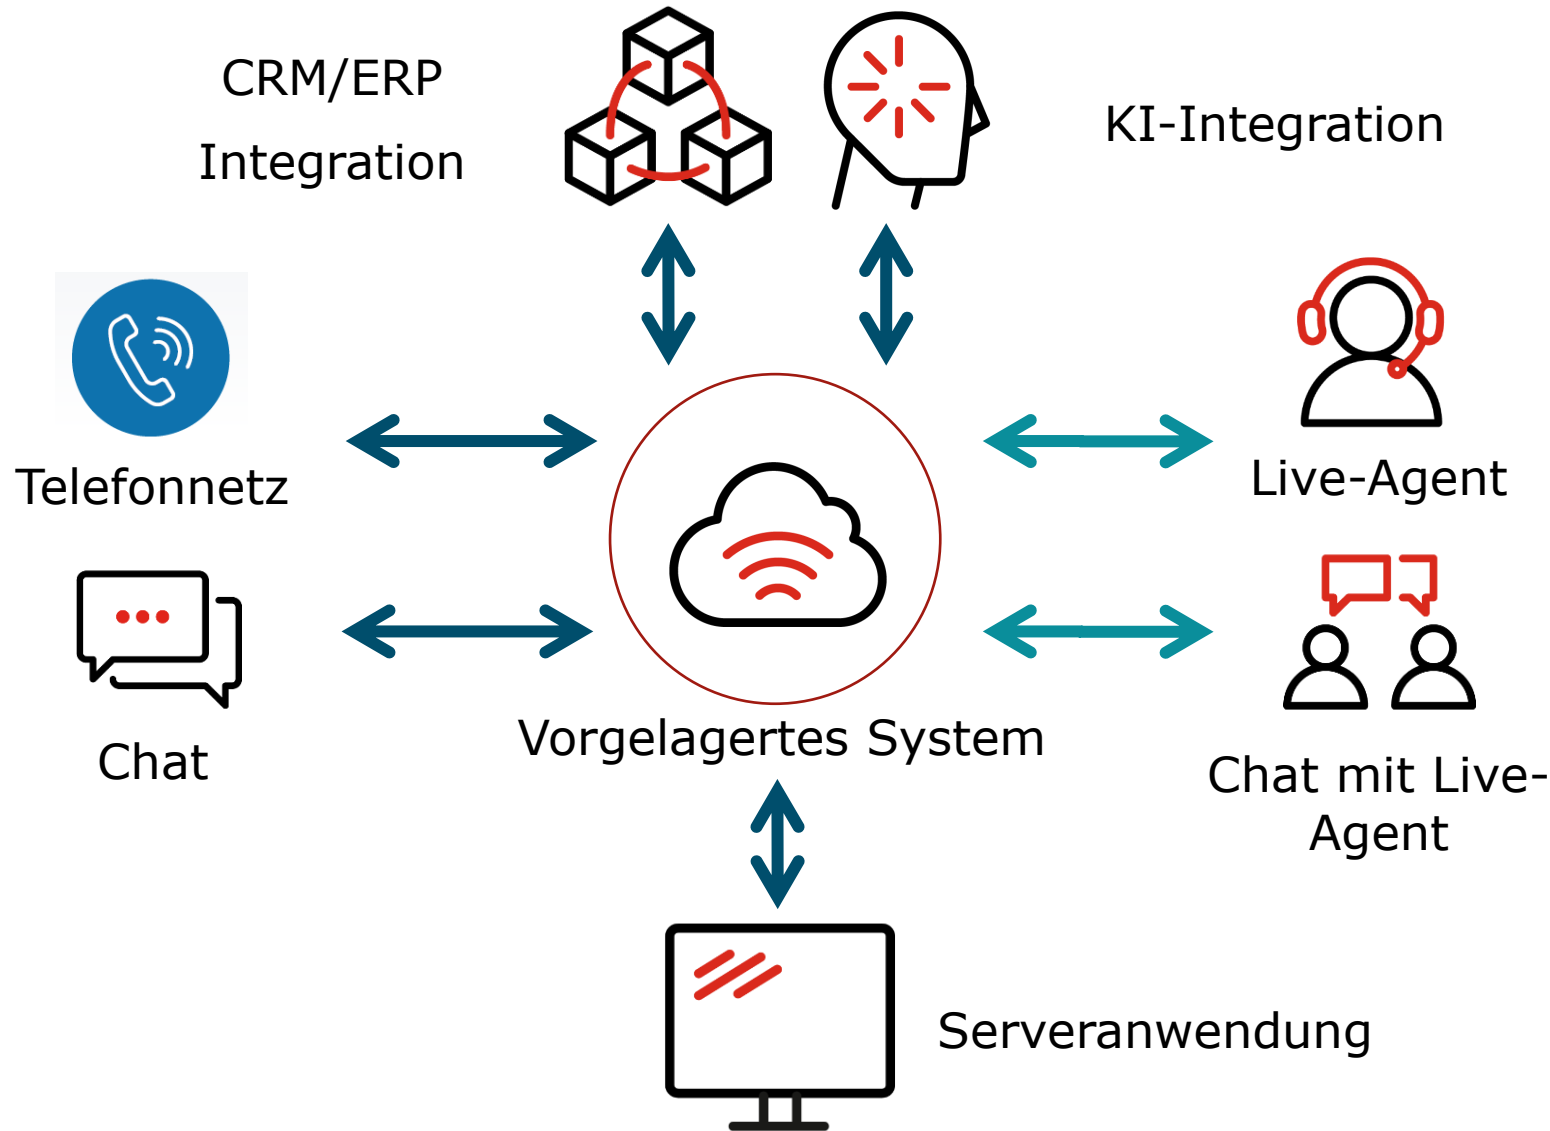 CRM/ERP
Integration
KI-Integration
Telefonnetz
Live-Agent
Chat
Vorgelagertes System
Chat mit Live-
Agent
Serveranwendung